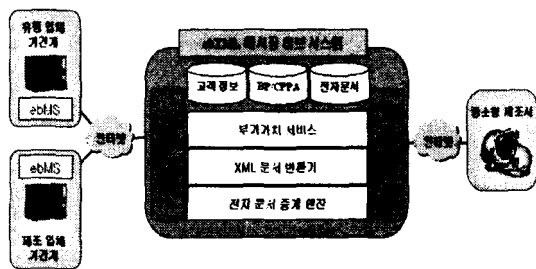 유통 업체
기간계
ebMS
ebMS
제조 업체
기간계
인터넷
ebXML 메시징 중계 시스템
고객 정보
BP/CPPA
전자문서
부가가치 서비스
XML 문서 변환기
전자 문서 중계 엔진
인터넷
중소형 제조사